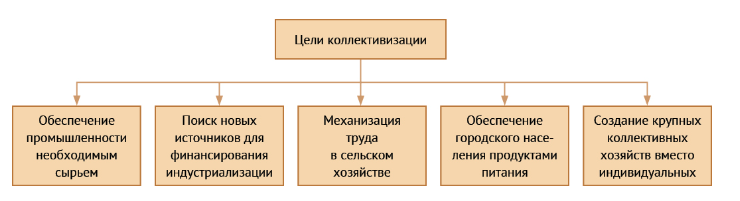 Цели коллективизации
Обеспечение
промышленности
необходимым
сырьем
Поиск новых
источников для
финансирования
индустриализации
Механизация
труда
в сельском
хозяйстве
Обеспечение
городского насе-
ления продуктами
питания
Создание крупных
коллективных
хозяйств вместо
индивидуальных